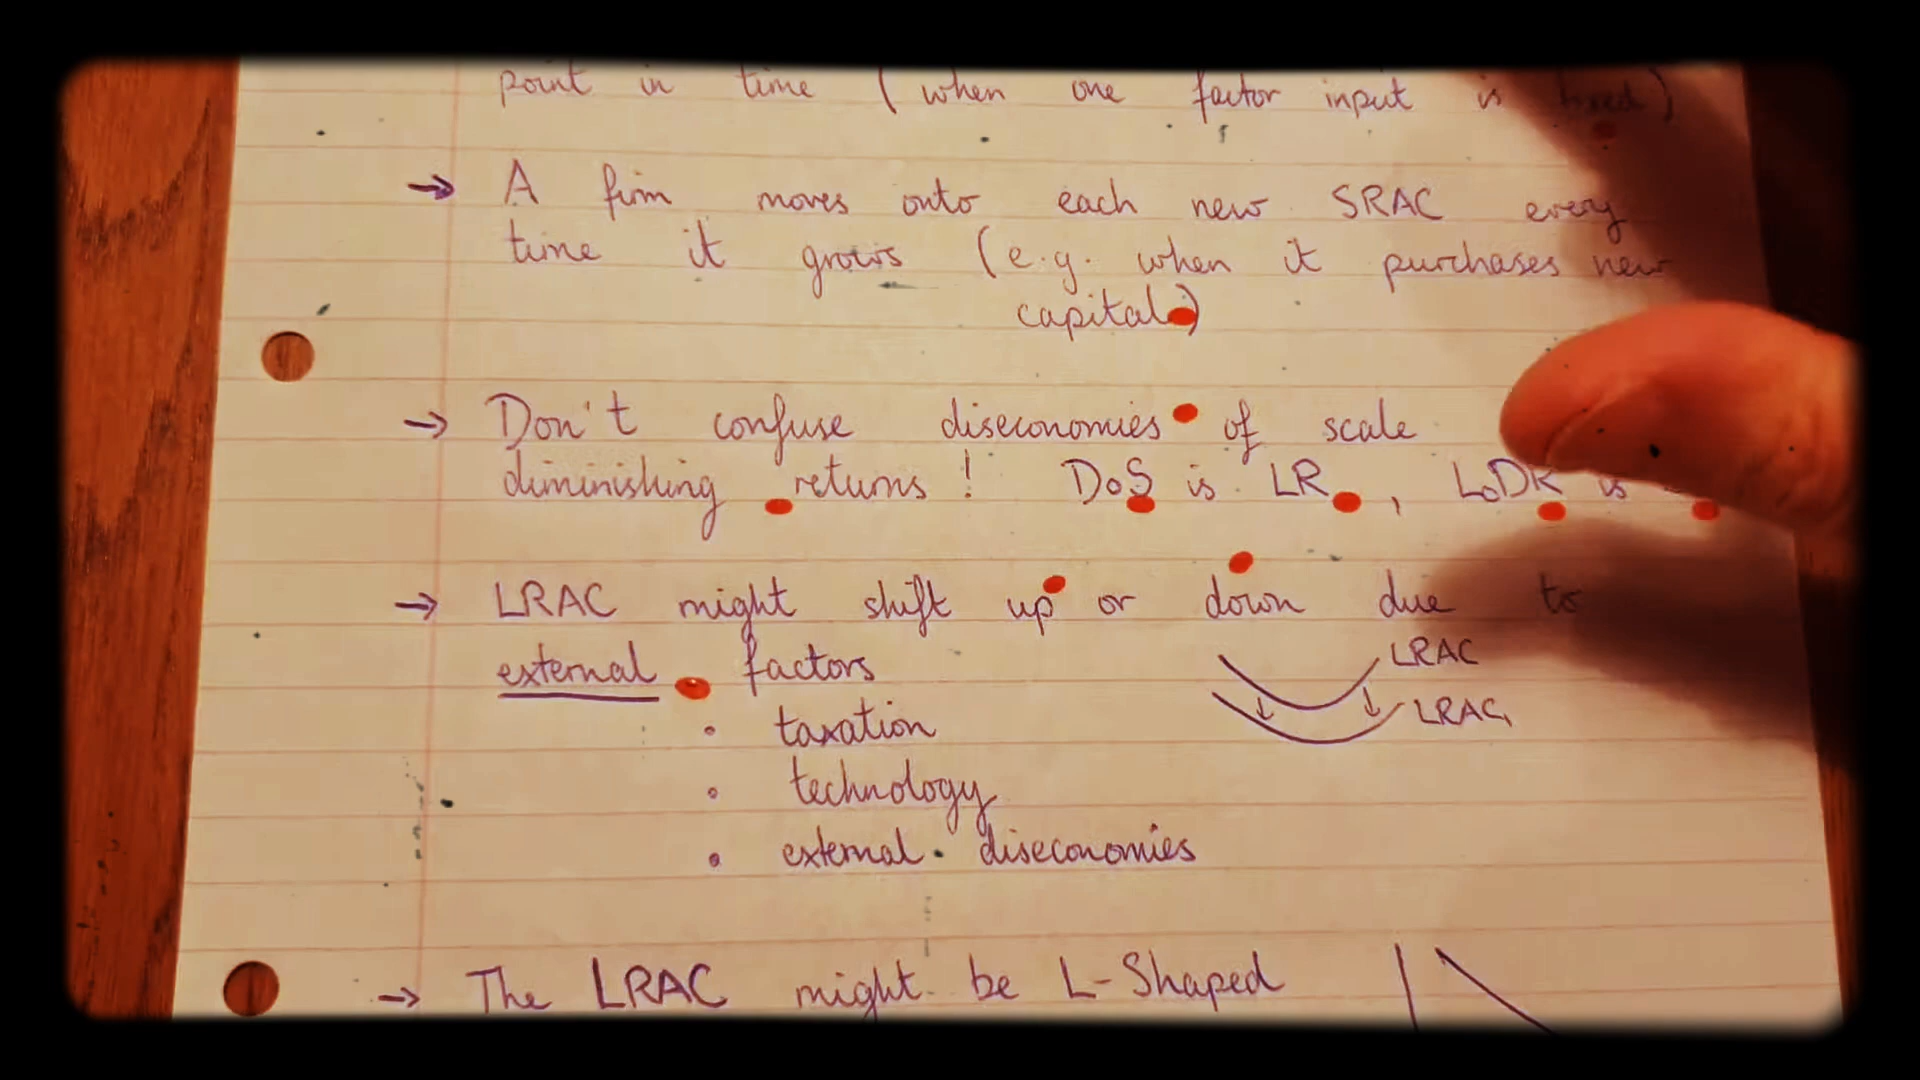 point in time (when one factor input is fixed)
→ A firm moves onto each new SRAC every
time it grows (e.g. when it purchases new
capital)
→ Don't confuse diseconomies of scale
diminishing returns! DoS is LR, LoDR is
→ LRAC might shift up or down due to
external factors
LRAC
LRAC₁
• taxation
• technology
• external diseconomies
→ The LRAC might be L-Shaped